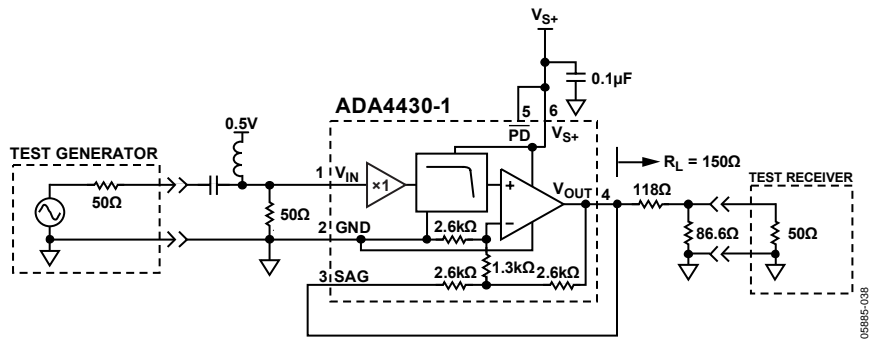 VS+
0.1µF
ADA4430-1
5
6
PD
VS+
0.5V
TEST GENERATOR
50Ω
1
VIN
×1
+
−
VOUT
4
RL = 150Ω
118Ω
TEST RECEIVER
50Ω
2
GND
2.6kΩ
86.6Ω
50Ω
1.3kΩ
3
SAG
2.6kΩ
2.6kΩ
05885-038